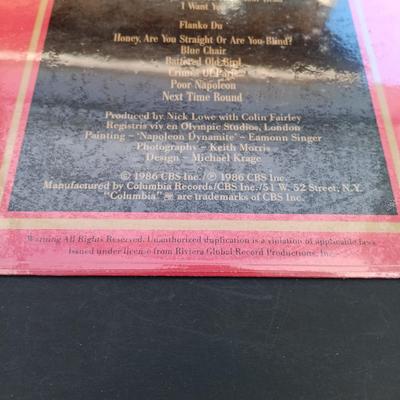 I Want You
Flanko Du
Honey, Are You Straight Or Are You Blind?
Blue Chair
Battered Old Bird
Crimes Of Paris
Poor Napoleon
Next Time Round
Produced by Nick Lowe with Colin Fairley
Registris viv en Olympic Studios, London
Painting – "Napoleon Dynamite" – Eamonn Singer
Photography – Keith Morris
Design – Michael Krage
© 1986 CBS Inc./℗ 1986 CBS Inc.
Manufactured by Columbia Records/CBS Inc./51 W. 52 Street, N.Y.
"Columbia" are trademarks of CBS Inc.
Warning All Rights Reserved. Unauthorized duplication is a violation of applicable laws.
Issued under license from Riviera Global Record Productions, Inc.